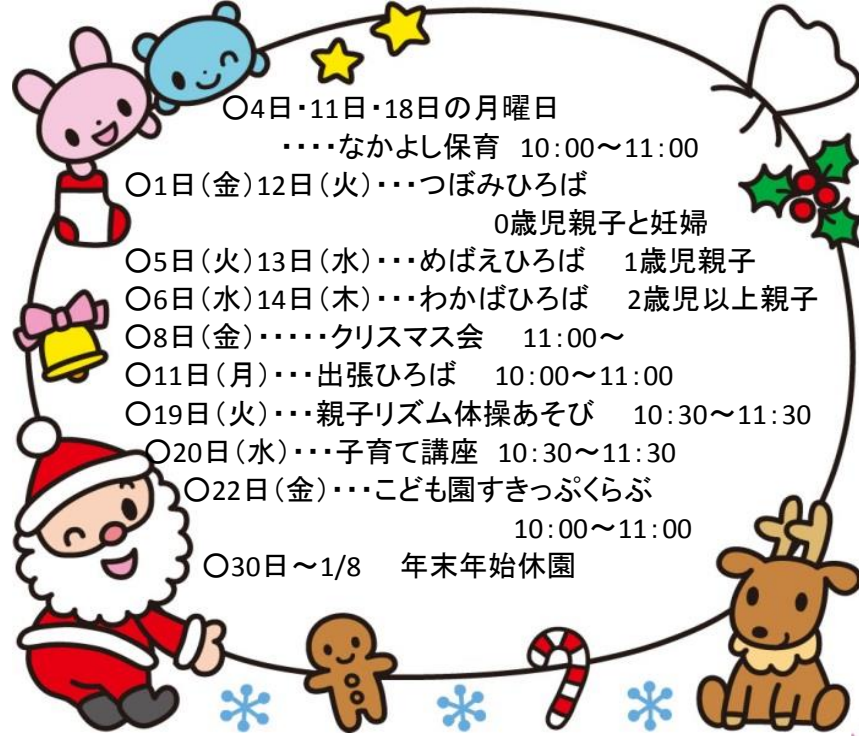 〇4日・11日・18日の月曜日
・・・・なかよし保育 10:00～11:00
〇1日(金)12日(火)・・・つぼみひろば
0歳児親子と妊婦
〇5日(火)13日(水)・・・めばえひろば　1歳児親子
〇6日(水)14日(木)・・・わかばひろば　2歳児以上親子
〇8日(金)・・・・・クリスマス会　11:00～
〇11日(月)・・・出張ひろば　10:00～11:00
〇19日(火)・・・親子リズム体操あそび　10:30～11:30
〇20日(水)・・・子育て講座 10:30～11:30
〇22日(金)・・・こども園すきっぷくらぶ
10:00～11:00
〇30日～1/8　年末年始休園